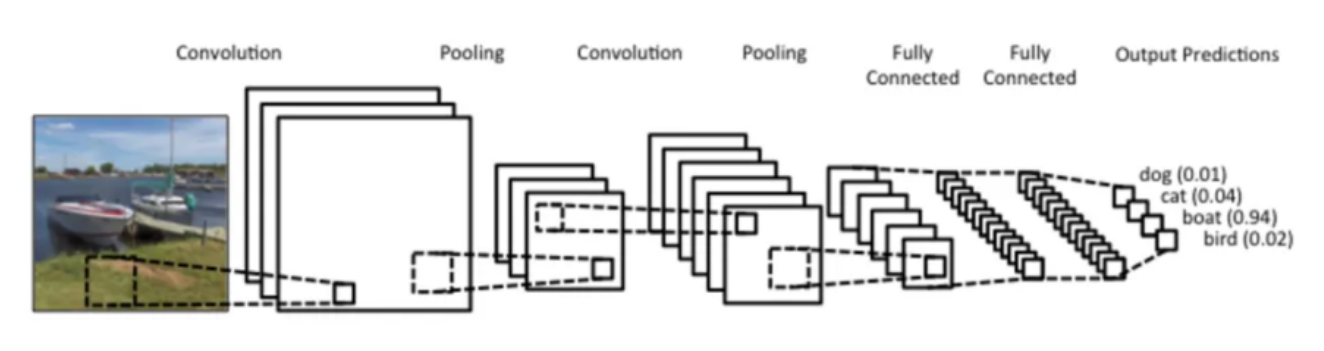 Convolution
Pooling
Convolution
Pooling
Fully
Connected
Fully
Connected
Output Predictions
dog (0.01)
cat (0.04)
boat (0.94)
bird (0.02)